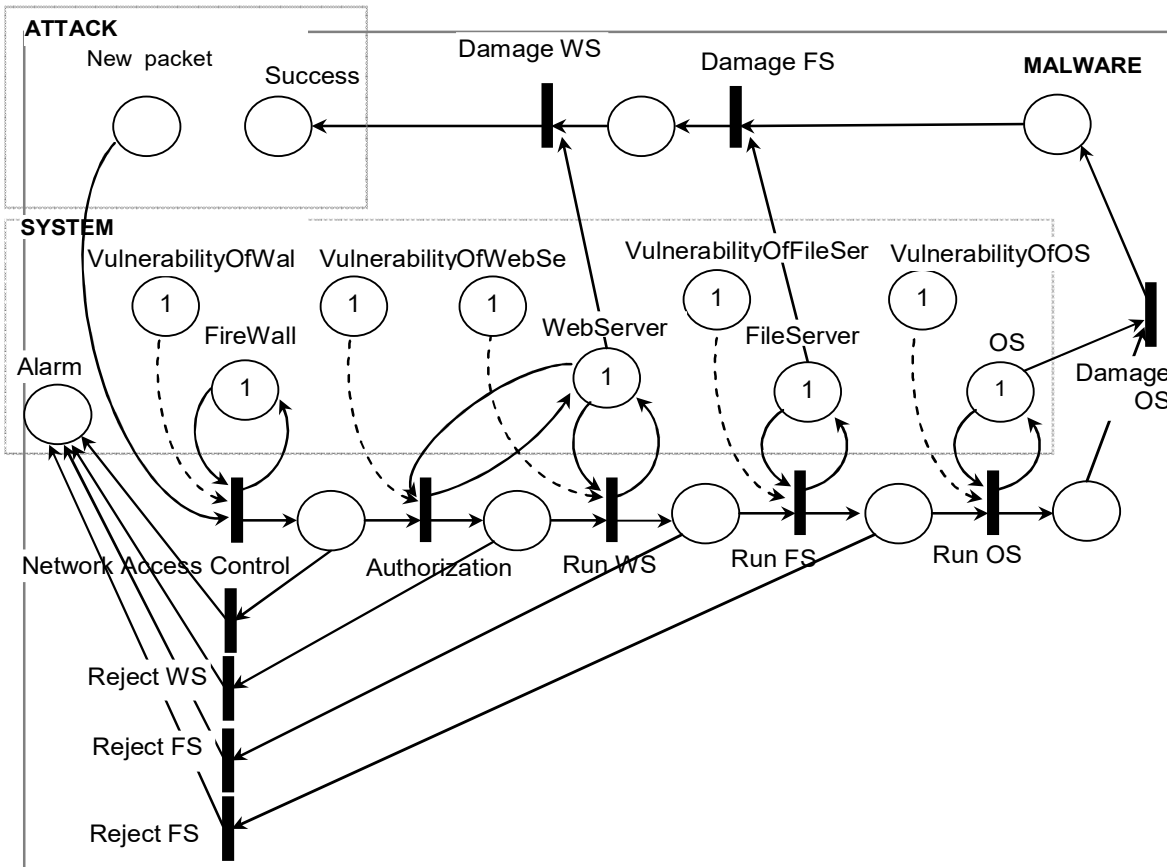 ATTACK
New packet
Success
Damage WS
Damage FS
MALWARE
SYSTEM
VulnerabilityOfWal
VulnerabilityOfWebSe
VulnerabilityOfFileSer
VulnerabilityOfOS
1
1
1
1
1
FireWall
WebServer
FileServer
OS
Alarm
1
1
1
1
Damage
OS
Network Access Control
Authorization
Run WS
Run FS
Run OS
Reject WS
Reject FS
Reject FS